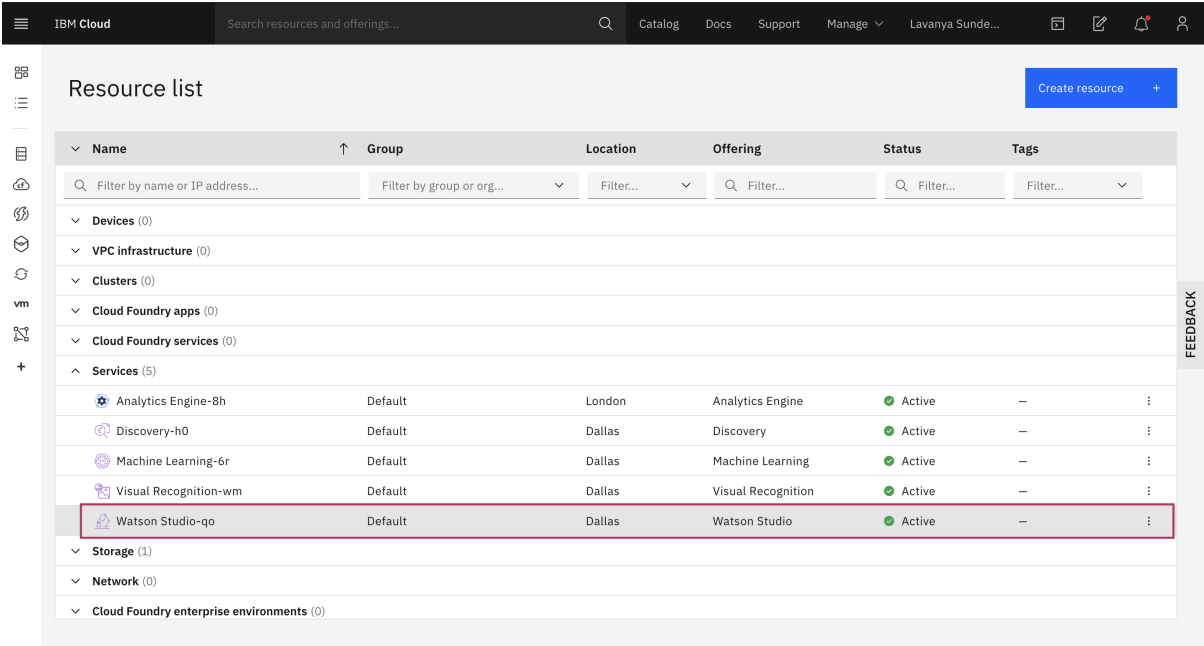 IBM Cloud Search resources and offerings... Catalog Docs Support Manage Lavanya Sunde...
Resource list
Create resource +
Name Group Location Offering Status Tags
Filter by name or IP address... Filter by group or org... Filter... Filter... Filter... Filter...
Devices (0)
VPC infrastructure (0)
Clusters (0)
Cloud Foundry apps (0)
Cloud Foundry services (0)
Services (5)
Analytics Engine-8h Default London Analytics Engine Active —
Discovery-h0 Default Dallas Discovery Active —
Machine Learning-6r Default Dallas Machine Learning Active —
Visual Recognition-wm Default Dallas Visual Recognition Active —
Watson Studio-qo Default Dallas Watson Studio Active —
Storage (1)
Network (0)
Cloud Foundry enterprise environments (0)
cf
vm
FEEDBACK